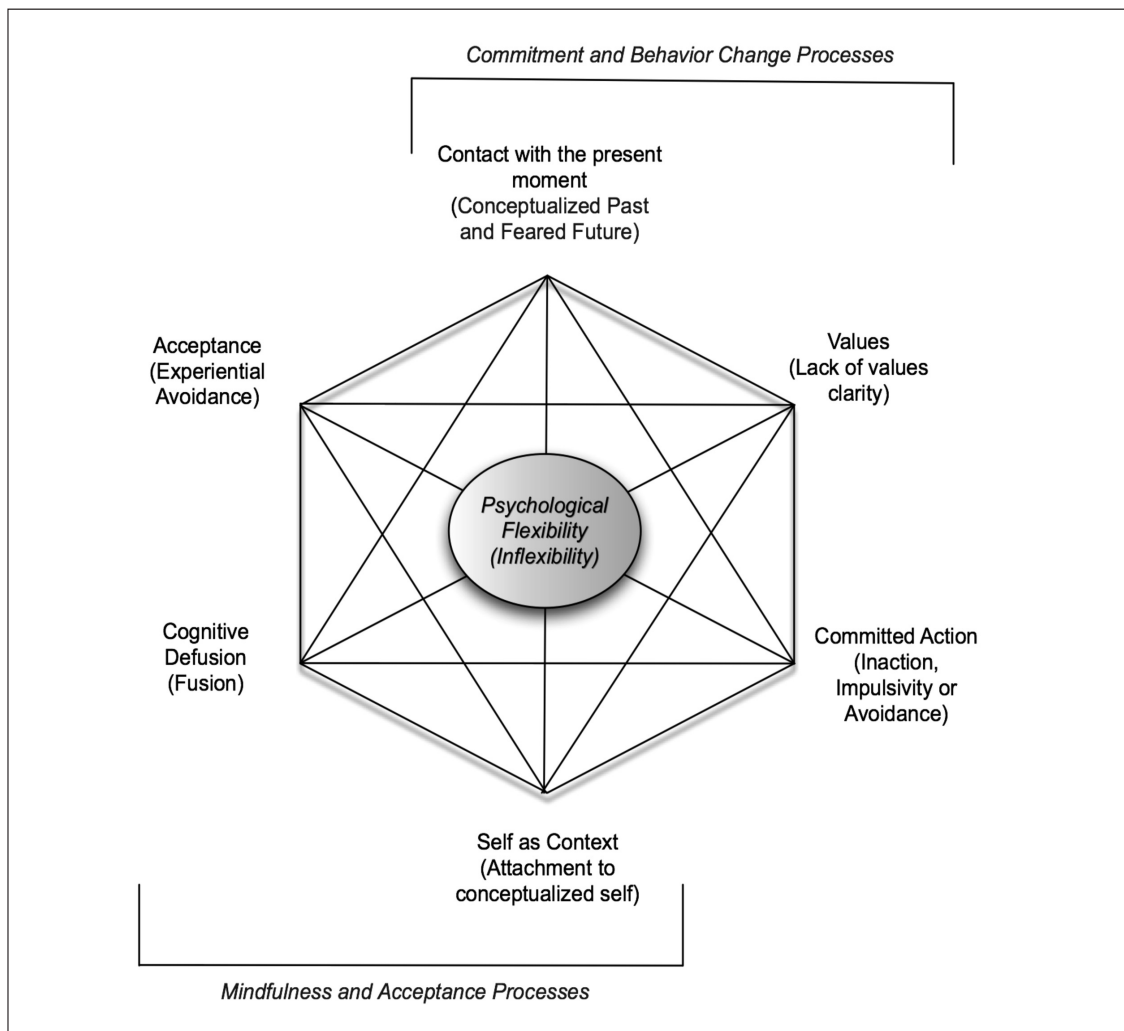 Commitment and Behavior Change Processes
Contact with the present
moment
(Conceptualized Past
and Feared Future)
Acceptance
(Experiential
Avoidance)
Values
(Lack of values
clarity)
Psychological
Flexibility
(Inflexibility)
Cognitive
Defusion
(Fusion)
Committed Action
(Inaction,
Impulsivity or
Avoidance)
Self as Context
(Attachment to
conceptualized self)
Mindfulness and Acceptance Processes